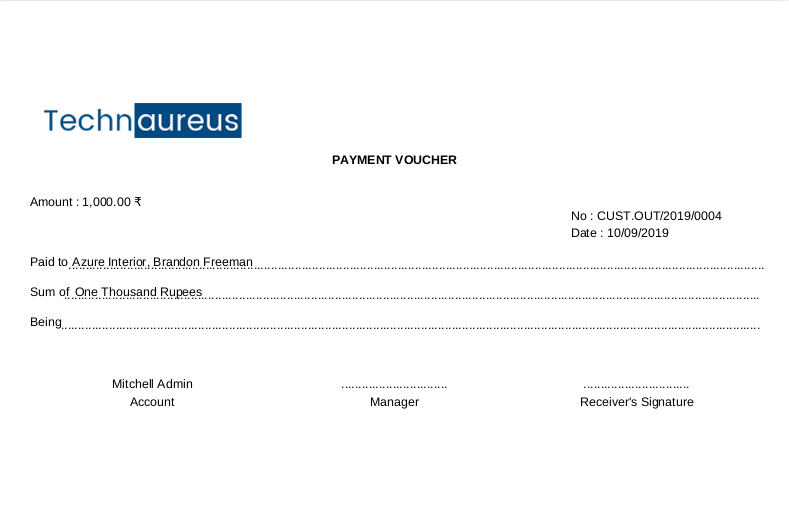 Technaureus
PAYMENT VOUCHER
Amount : 1,000.00 ₹
No : CUST.OUT/2019/0004
Date : 10/09/2019
Paid to Azure Interior, Brandon Freeman
Sum of One Thousand Rupees
Being
Mitchell Admin
Account Manager Receiver's Signature